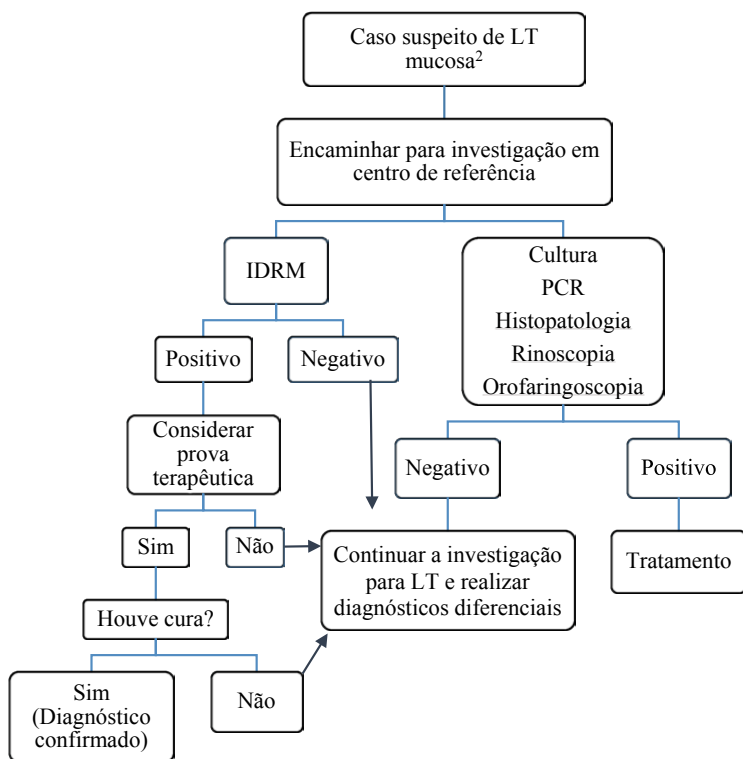 Caso suspeito de LT
mucosa²
Encaminhar para investigação em
centro de referência
IDRM
Cultura
PCR
Histopatologia
Rinoscopia
Orofaringoscopia
Positivo
Negativo
Considerar
prova
terapêutica
Negativo
Positivo
Sim
Não
Continuar a investigação
para LT e realizar
diagnósticos diferenciais
Tratamento
Houve cura?
Sim
(Diagnóstico
confirmado)
Não